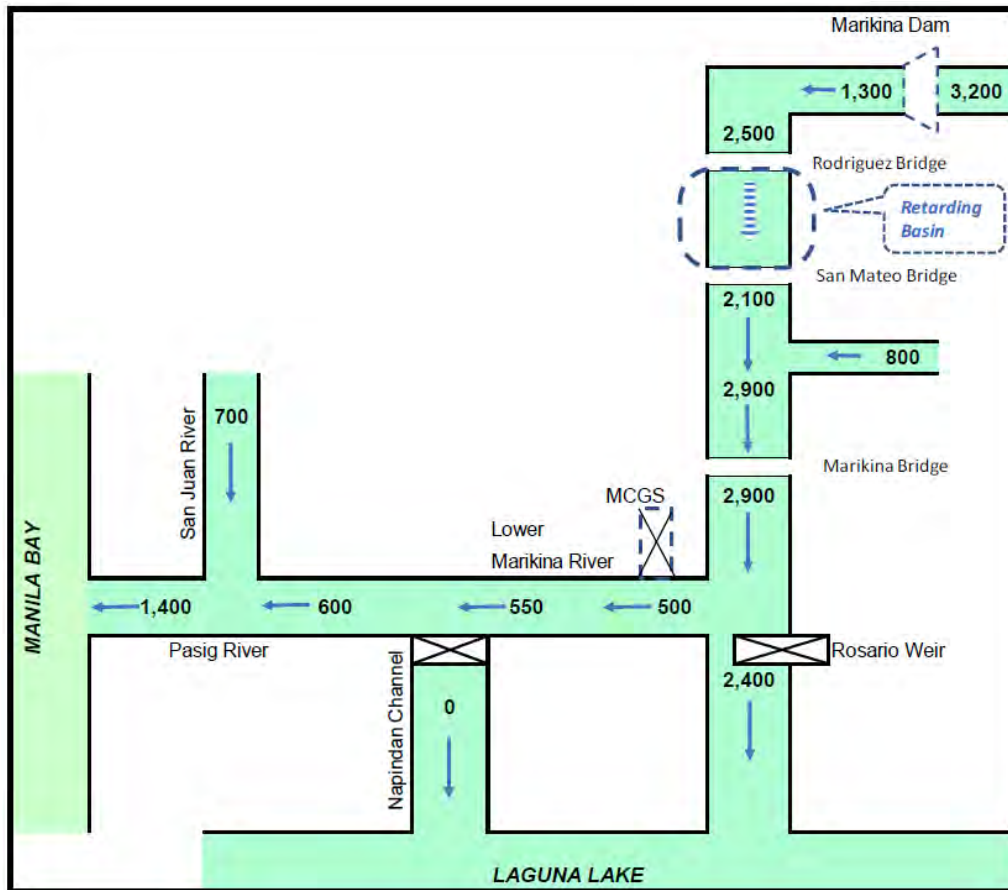 Marikina Dam
1,300
3,200
2,500
Rodriguez Bridge
Retarding
Basin
San Mateo Bridge
2,100
800
2,900
700
San Juan River
Marikina Bridge
MCGS
2,900
Lower
Marikina River
MANILA BAY
1,400
600
550
500
Pasig River
Rosario Weir
2,400
Napindan Channel
0
LAGUNA LAKE